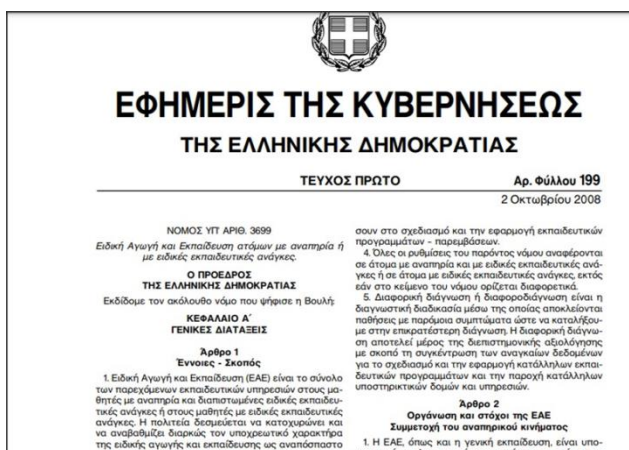 ΕΦΗΜΕΡΙΣ ΤΗΣ ΚΥΒΕΡΝΗΣΕΩΣ
ΤΗΣ ΕΛΛΗΝΙΚΗΣ ΔΗΜΟΚΡΑΤΙΑΣ
ΤΕΥΧΟΣ ΠΡΩΤΟ
Αρ. Φύλλου 199
2 Οκτωβρίου 2008
ΝΟΜΟΣ ΥΠ' ΑΡΙΘ. 3699
Ειδική Αγωγή και Εκπαίδευση ατόμων με αναπηρία ή
με ειδικές εκπαιδευτικές ανάγκες.
Ο ΠΡΟΕΔΡΟΣ
ΤΗΣ ΕΛΛΗΝΙΚΗΣ ΔΗΜΟΚΡΑΤΙΑΣ
Εκδίδομε τον ακόλουθο νόμο που ψήφισε η Βουλή:
ΚΕΦΑΛΑΙΟ Α΄
ΓΕΝΙΚΕΣ ΔΙΑΤΑΞΕΙΣ
Άρθρο 1
Έννοιες - Σκοπός
1. Ειδική Αγωγή και Εκπαίδευση (ΕΑΕ) είναι το σύνολο
των παρεχόμενων εκπαιδευτικών υπηρεσιών στους μα-
θητές με αναπηρία και διαπιστωμένες ειδικές εκπαιδευ-
τικές ανάγκες ή στους μαθητές με ειδικές εκπαιδευτικές
ανάγκες. Η πολιτεία δεσμεύεται να κατοχυρώνει και
να αναβαθμίζει διαρκώς τον υποχρεωτικό χαρακτήρα
της ειδικής αγωγής και εκπαίδευσης ως αναπόσπαστο
σουν στο σχεδιασμό και την εφαρμογή εκπαιδευτικών
προγραμμάτων - παρεμβάσεων.
4. Όλες οι ρυθμίσεις του παρόντος νόμου αναφέρονται
σε άτομα με αναπηρία και με ειδικές εκπαιδευτικές ανά-
γκες ή σε άτομα με ειδικές εκπαιδευτικές ανάγκες, εκτός
εάν στο κείμενο του νόμου ορίζεται διαφορετικά.
5. Διαφορική διάγνωση ή διαφοροδιάγνωση είναι η
διαγνωστική διαδικασία μέσω της οποίας αποκλείονται
παθήσεις με παρόμοια συμπτώματα ώστε να καταλήξου-
με στην επικρατέστερη διάγνωση. Η διαφορική διάγνω-
ση αποτελεί μέρος της διεπιστημονικής αξιολόγησης
με σκοπό τη συγκέντρωση των αναγκαίων δεδομένων
για το σχεδιασμό και την εφαρμογή κατάλληλων εκπαι-
δευτικών προγραμμάτων και την παροχή κατάλληλων
υποστηρικτικών δομών και υπηρεσιών.
Άρθρο 2
Οργάνωση και στόχοι της ΕΑΕ
Συμμετοχή του αναπηρικού κινήματος
1. Η ΕΑΕ, όπως και η γενική εκπαίδευση, είναι υπο-